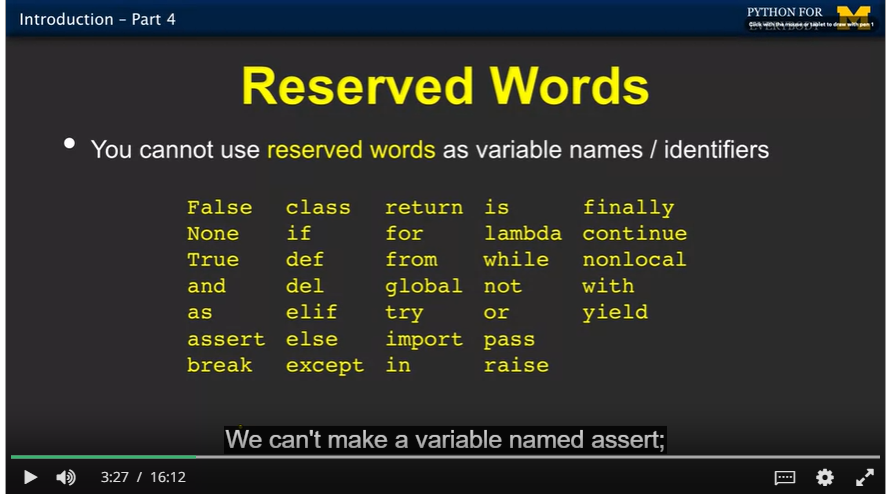 Introduction – Part 4
PYTHON FOR
EVERYBODY
Click with the mouse or tablet to draw with pen 1
Reserved Words
• You cannot use reserved words as variable names / identifiers
False class return is finally
None if for lambda continue
True def from while nonlocal
and del global not with
as elif try or yield
assert else import pass
break except in raise
We can't make a variable named assert;
3:27 / 16:12